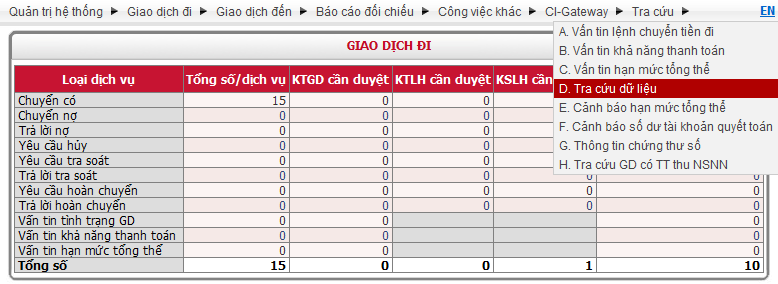 Quản trị hệ thống Giao dịch đi Giao dịch đến Báo cáo đối chiếu Công việc khác CI-Gateway Tra cứu EN
A. Vấn tin lệnh chuyển tiền đi
B. Vấn tin khả năng thanh toán
C. Vấn tin hạn mức tổng thể
D. Tra cứu dữ liệu
E. Cảnh báo hạn mức tổng thể
F. Cảnh báo số dư tài khoản quyết toán
G. Thông tin chứng thư số
H. Tra cứu GD có TT thu NSNN
GIAO DỊCH ĐI
Loại dịch vụ Tổng số/dịch vụ KTGD cần duyệt KTLH cần duyệt KSLH cần
Chuyển có 15 0 0
Chuyển nợ 0 0 0
Trả lời nợ 0 0 0
Yêu cầu hủy 0 0 0
Yêu cầu tra soát 0 0 0
Trả lời tra soát 0 0 0 0 0
Yêu cầu hoàn chuyển 0 0 0 0 0
Trả lời hoàn chuyển 0 0 0 0 0
Vấn tin tình trạng GD 0 0 0
Vấn tin khả năng thanh toán 0 0 0
Vấn tin hạn mức tổng thể 0 0 0
Tổng số 15 0 0 1 10